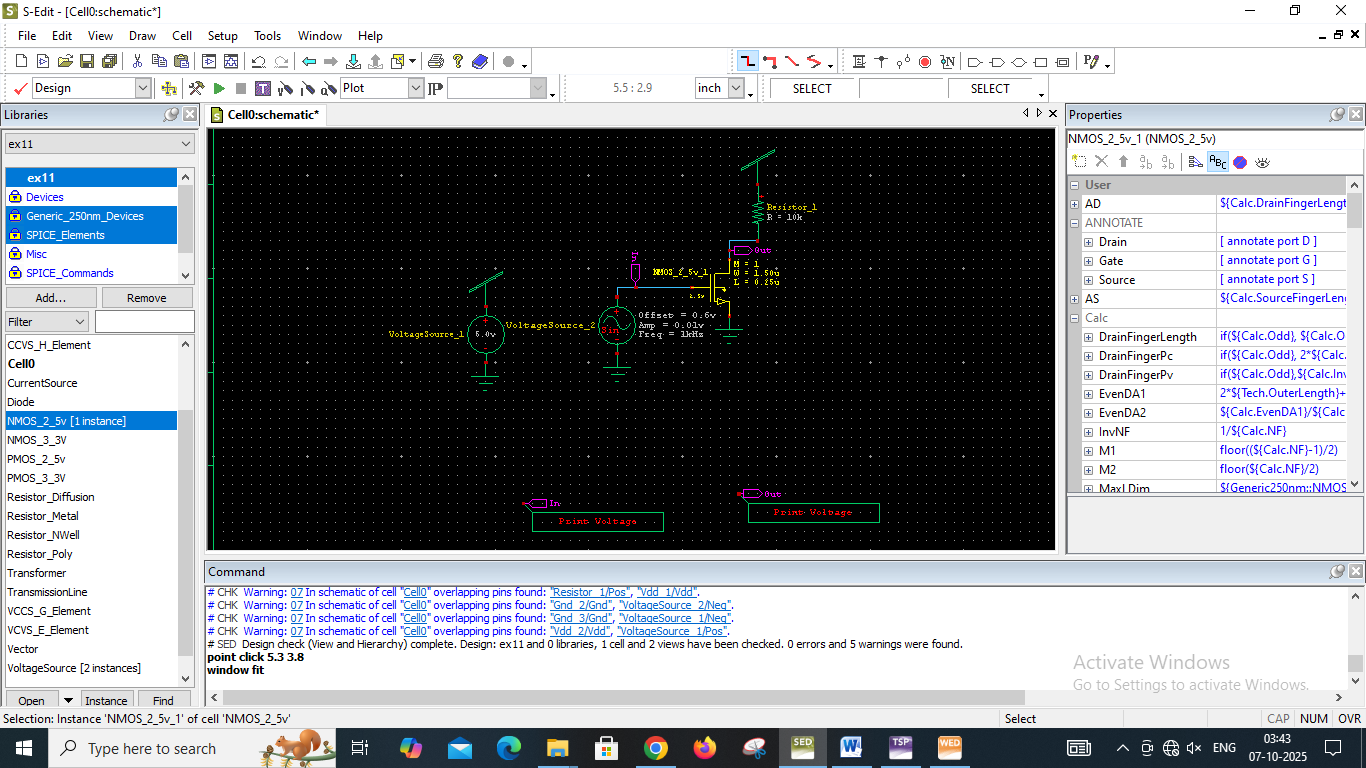 S-Edit - [Cell0:schematic*]
File Edit View Draw Cell Setup Tools Window Help
Design Plot 5.5 : 2.9 inch SELECT SELECT
Libraries
ex11
ex11
Devices
Generic_250nm_Devices
SPICE_Elements
Misc
SPICE_Commands
Add... Remove
Filter
CCVS_H_Element
Cell0
CurrentSource
Diode
NMOS_2_5v [1 instance]
NMOS_3_3V
PMOS_2_5v
PMOS_3_3V
Resistor_Diffusion
Resistor_Metal
Resistor_NWell
Resistor_Poly
Transformer
TransmissionLine
VCCS_G_Element
VCVS_E_Element
Vector
VoltageSource [2 instances]
Open Instance Find
Cell0:schematic*
Resistor_1
R = 10k
Out
In
NMOS_2_5v_1
M = 1
W = 1.50u
L = 0.25u
2.5v
VoltageSource_1
5.0v
VoltageSource_2
Sin
Offset = 0.6v
Amp = 0.01v
Freq = 1kHz
In
Print Voltage
Out
Print Voltage
Properties
NMOS_2_5v_1 (NMOS_2_5v)
User
AD ${Calc.DrainFingerLengt
ANNOTATE
Drain [ annotate port D ]
Gate [ annotate port G ]
Source [ annotate port S ]
AS ${Calc.SourceFingerLen
Calc
DrainFingerLength if(${Calc.Odd}, ${Calc.O
DrainFingerPc if(${Calc.Odd}, 2*${Calc.
DrainFingerPv if(${Calc.Odd},${Calc.Inv
EvenDA1 2*${Tech.OuterLength}+
EvenDA2 ${Calc.EvenDA1}/${Calc
InvNF 1/${Calc.NF}
M1 floor((${Calc.NF}-1)/2)
M2 floor(${Calc.NF}/2)
MaxLDim ${Generic250nm::NMOS
Command
# CHK Warning: 07 In schematic of cell "Cell0" overlapping pins found: "Resistor_1/Pos", "Vdd_1/Vdd".
# CHK Warning: 07 In schematic of cell "Cell0" overlapping pins found: "Gnd_2/Gnd", "VoltageSource_2/Neg".
# CHK Warning: 07 In schematic of cell "Cell0" overlapping pins found: "Gnd_3/Gnd", "VoltageSource_1/Neg".
# CHK Warning: 07 In schematic of cell "Cell0" overlapping pins found: "Vdd_2/Vdd", "VoltageSource_1/Pos".
# SED Design check (View and Hierarchy) complete. Design: ex11 and 0 libraries, 1 cell and 2 views have been checked. 0 errors and 5 warnings were found.
point click 5.3 3.8
window fit
Activate Windows
Go to Settings to activate Windows.
Selection: Instance 'NMOS_2_5v_1' of cell 'NMOS_2_5v' Select CAP NUM OVR
Type here to search
SED
TSP
WED
ENG
03:43
07-10-2025